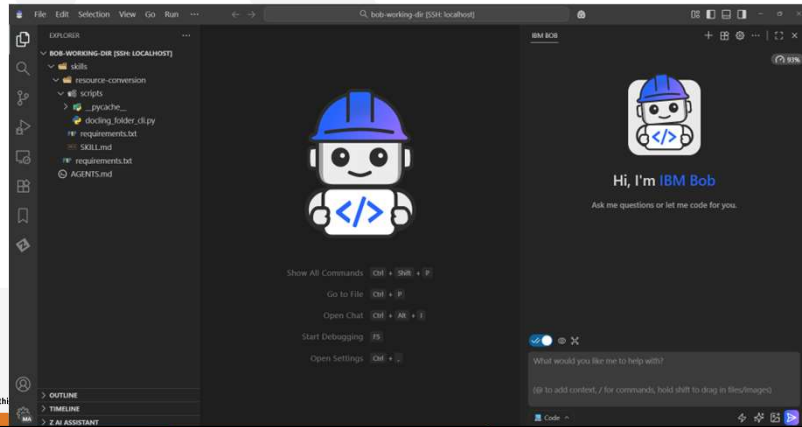 File Edit Selection View Go Run ···
bob-working-dir [SSH: localhost]
EXPLORER ···
BOB-WORKING-DIR [SSH: LOCALHOST]
skills
resource-conversion
scripts
__pycache__
docling_folder_cli.py
requirements.txt
SKILL.md
requirements.txt
AGENTS.md
OUTLINE
TIMELINE
Z AI ASSISTANT
MA
</>
Show All Commands Ctrl + Shift + P
Go to File Ctrl + P
Open Chat Ctrl + Alt + I
Start Debugging F5
Open Settings Ctrl + ,
IBM BOB
93%
</>
Hi, I'm IBM Bob
Ask me questions or let me code for you.
What would you like me to help with?
(@ to add context, / for commands, hold shift to drag in files/images)
Code